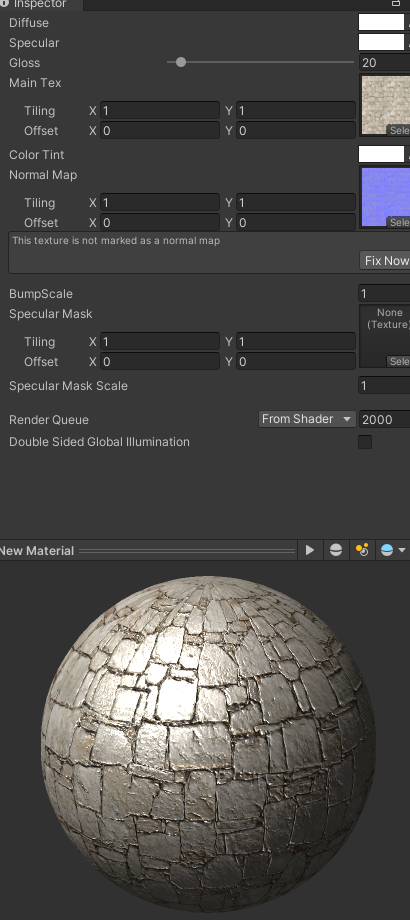 Inspector
Diffuse
Specular
Gloss 20
Main Tex
Tiling X 1 Y 1
Offset X 0 Y 0
Sele
Color Tint
Normal Map
Tiling X 1 Y 1
Offset X 0 Y 0
Sele
This texture is not marked as a normal map
Fix Now
BumpScale 1
Specular Mask
None
(Texture)
Tiling X 1 Y 1
Offset X 0 Y 0
Sele
Specular Mask Scale 1
Render Queue From Shader 2000
Double Sided Global Illumination
New Material